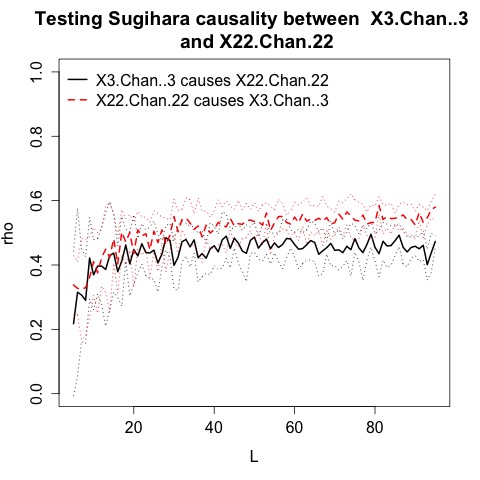 Testing Sugihara causality between  X3.Chan..3
and X22.Chan.22
X3.Chan..3 causes X22.Chan.22
X22.Chan.22 causes X3.Chan..3
1.0
0.8
0.6
0.4
0.2
0.0
rho
20 40 60 80
L